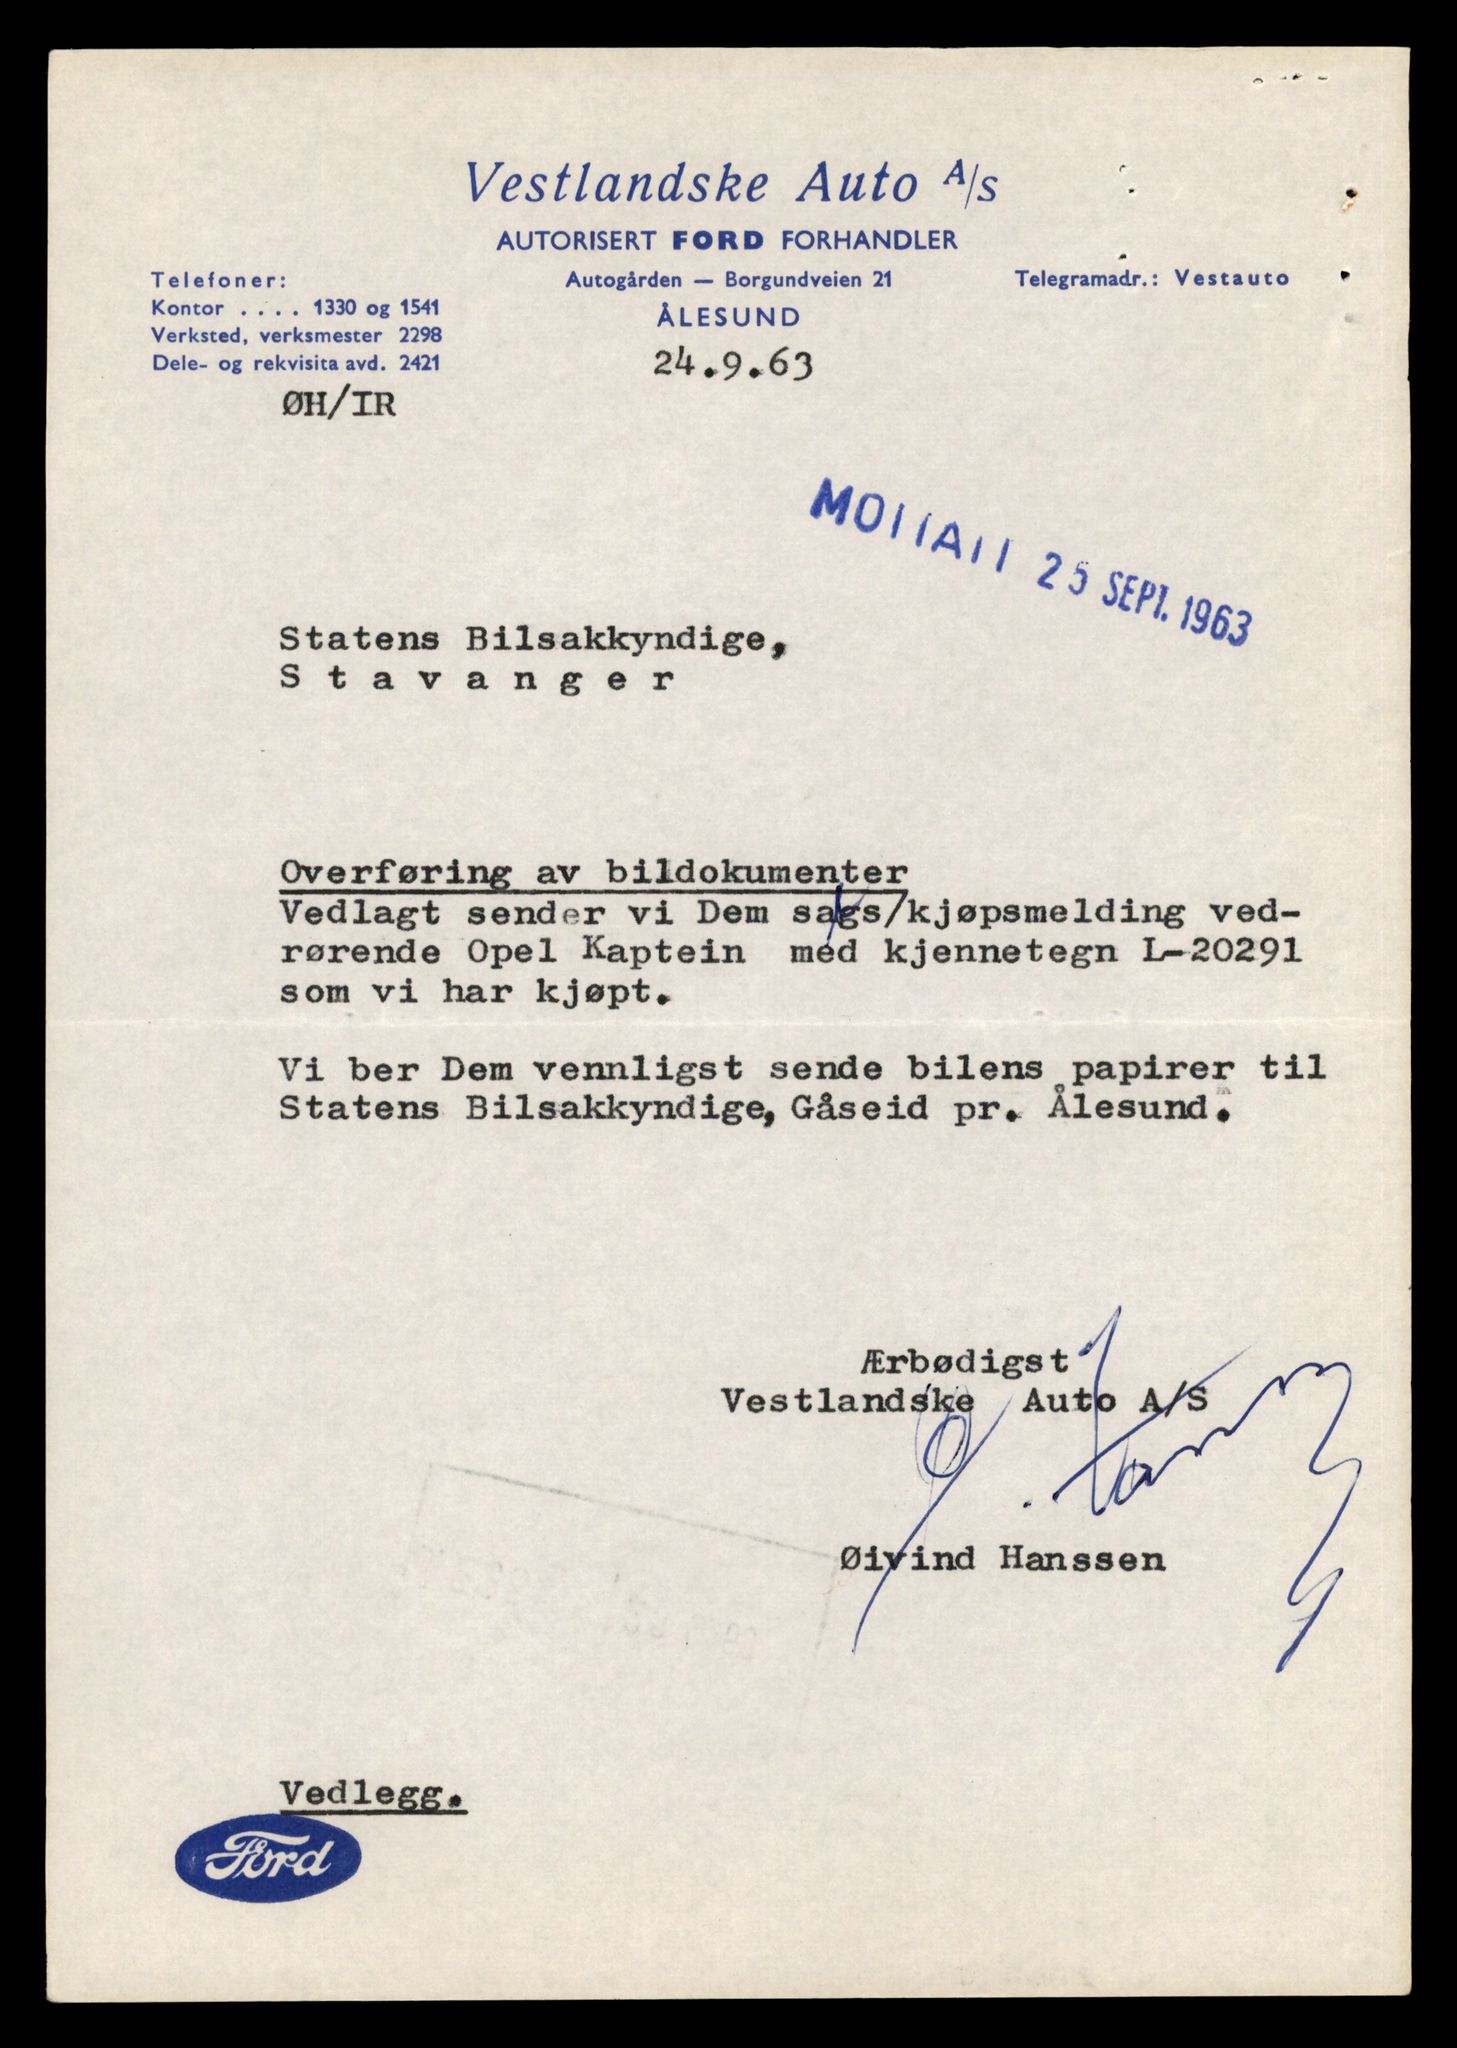 Vestlandske Auto A/S
AUTORISERT FORD FORHANDLER
Telefoner:
Kontor .... 1330 og 1541
Verksted, verksmester 2298
Dele- og rekvisita avd. 2421
Autogården — Borgundveien 21
ÅLESUND
Telegramadr.: Vestauto
24.9.63
ØH/IR
MOTTATT 25 SEPT. 1963
Statens Bilsakkyndige,
Stavanger
Overføring av bildokumenter
Vedlagt sender vi Dem salgs/kjøpsmelding ved-
rørende Opel Kaptein med kjennetegn L-20291
som vi har kjøpt.
Vi ber Dem vennligst sende bilens papirer til
Statens Bilsakkyndige, Gåseid pr. Ålesund.
Ærbødigst
Vestlandske Auto A/S
Øivind Hanssen
Vedlegg.
Ford